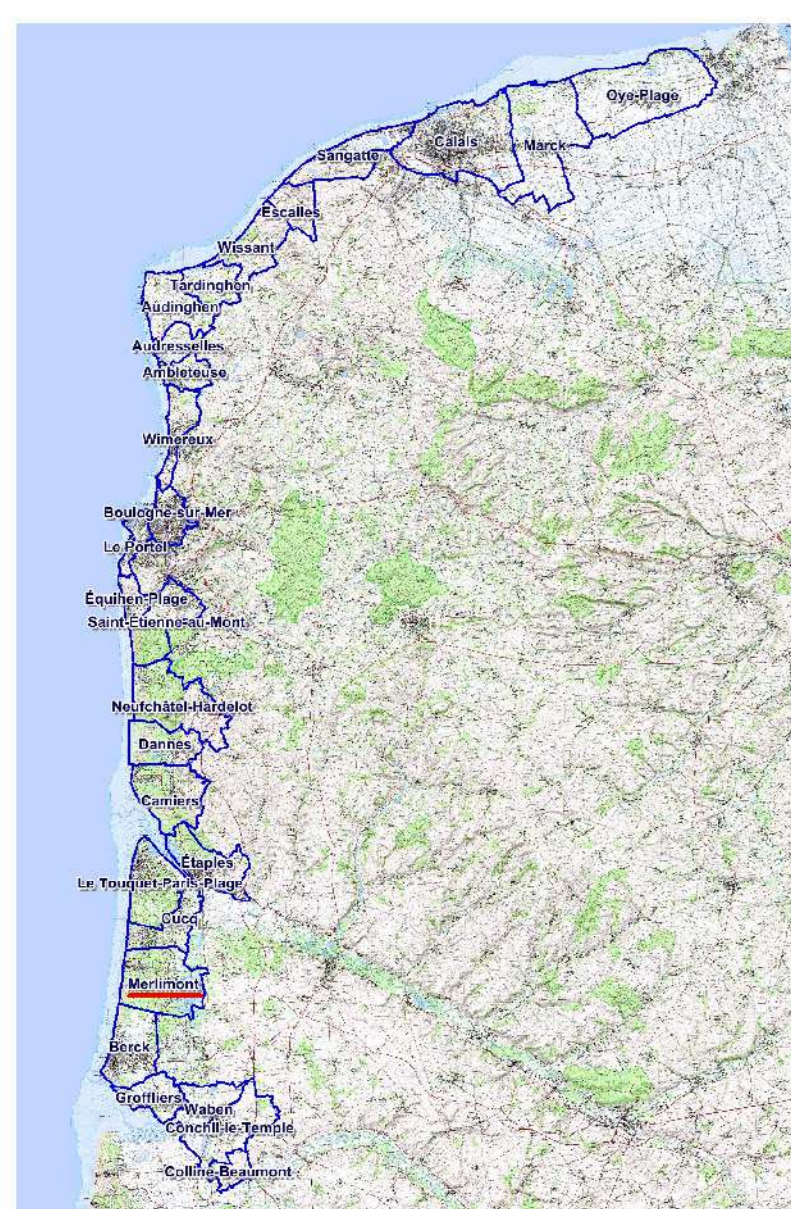 Oye-Plage
Calais
Marck
Sangatte
Escalles
Wissant
Tardinghen
Audinghen
Audresselles
Ambleteuse
Wimereux
Boulogne-sur-Mer
Le Portel
Équihen-Plage
Saint-Étienne-au-Mont
Neufchâtel-Hardelot
Dannes
Camiers
Étaples
Le Touquet-Paris-Plage
Cucq
Merlimont
Berck
Groffliers
Waben
Conchil-le-Temple
Colline-Beaumont